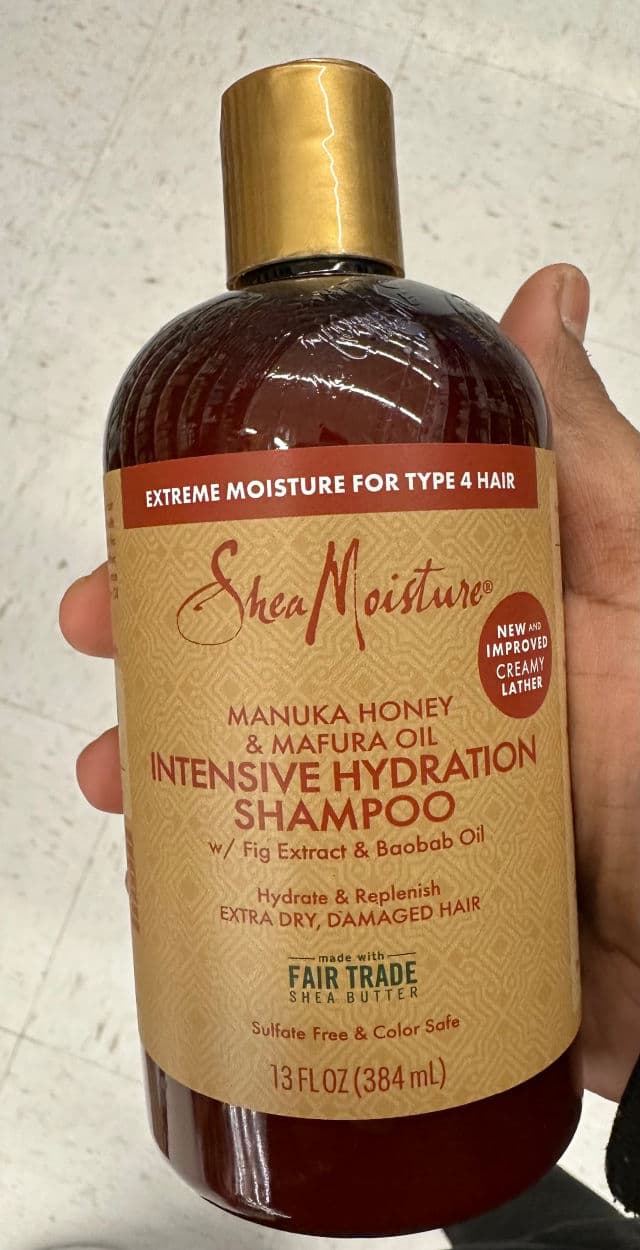 EXTREME MOISTURE FOR TYPE 4 HAIR
SheaMoisture®
NEW AND
IMPROVED
CREAMY
LATHER
MANUKA HONEY
& MAFURA OIL
INTENSIVE HYDRATION
SHAMPOO
w/ Fig Extract & Baobab Oil
Hydrate & Replenish
EXTRA DRY, DAMAGED HAIR
made with
FAIR TRADE
SHEA BUTTER
Sulfate Free & Color Safe
13 FL OZ (384 mL)